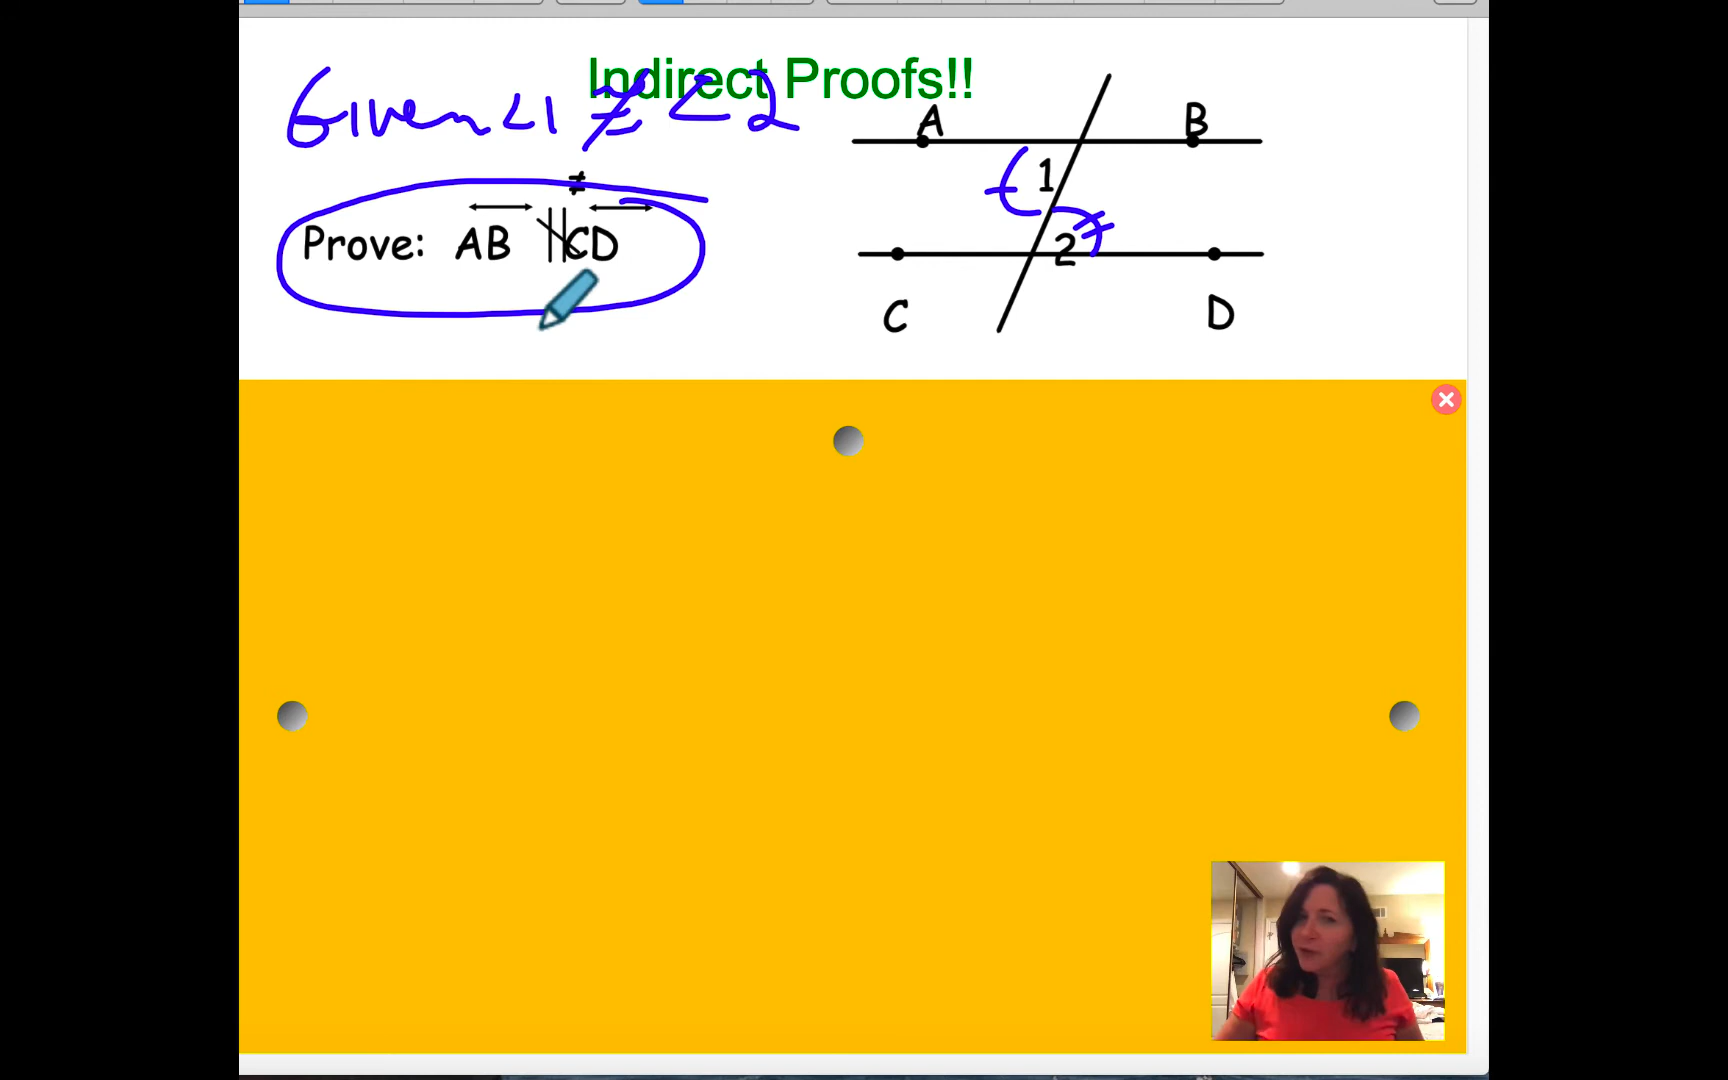 Indirect Proofs!!
Given <1 ≇ <2
≠
Prove: AB ∦ CD
A
B
1
2
C
D